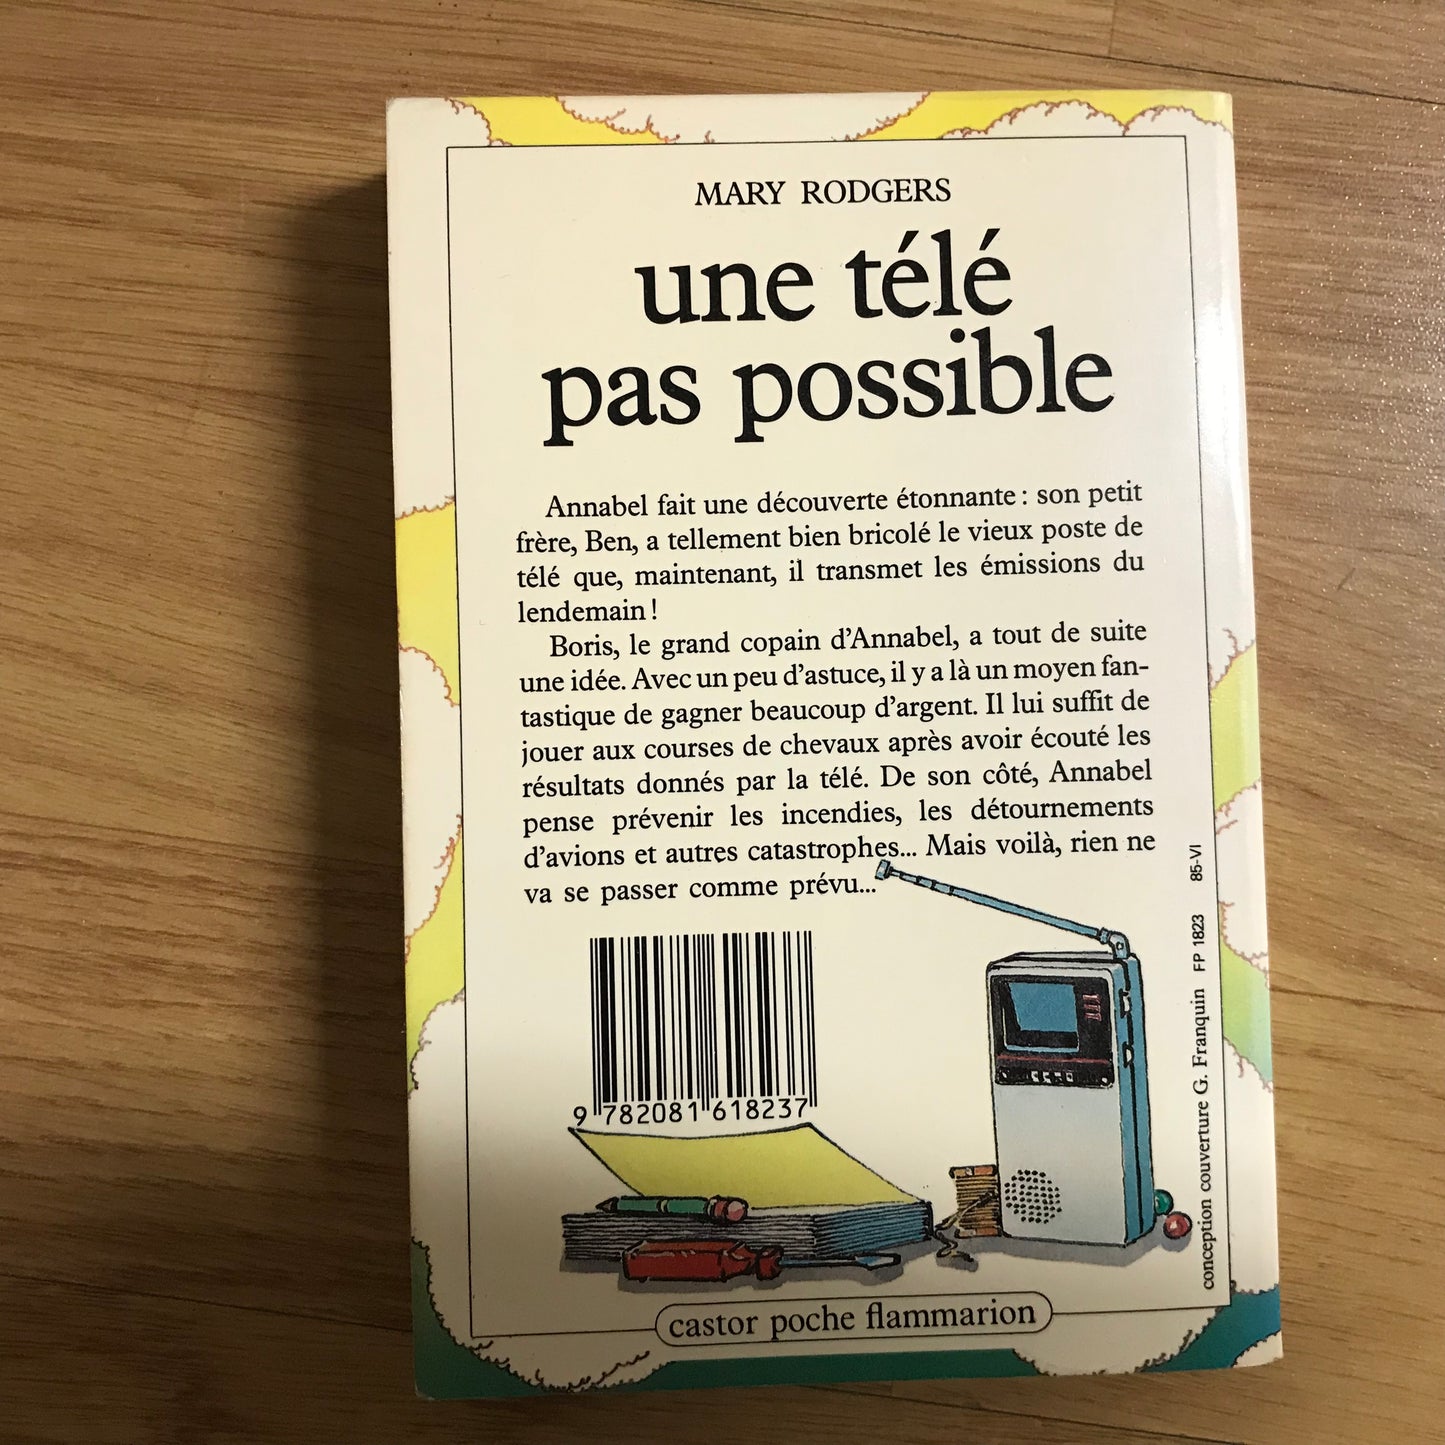 MARY RODGERS
une télé
pas possible
Annabel fait une découverte étonnante : son petit
frère, Ben, a tellement bien bricolé le vieux poste de
télé que, maintenant, il transmet les émissions du
lendemain !
Boris, le grand copain d'Annabel, a tout de suite
une idée. Avec un peu d'astuce, il y a là un moyen fan-
tastique de gagner beaucoup d'argent. Il lui suffit de
jouer aux courses de chevaux après avoir écouté les
résultats donnés par la télé. De son côté, Annabel
pense prévenir les incendies, les détournements
d'avions et autres catastrophes... Mais voilà, rien ne
va se passer comme prévu...
9 782081 618237
conception couverture G. Franquin FP 1823 85-VI
castor poche flammarion